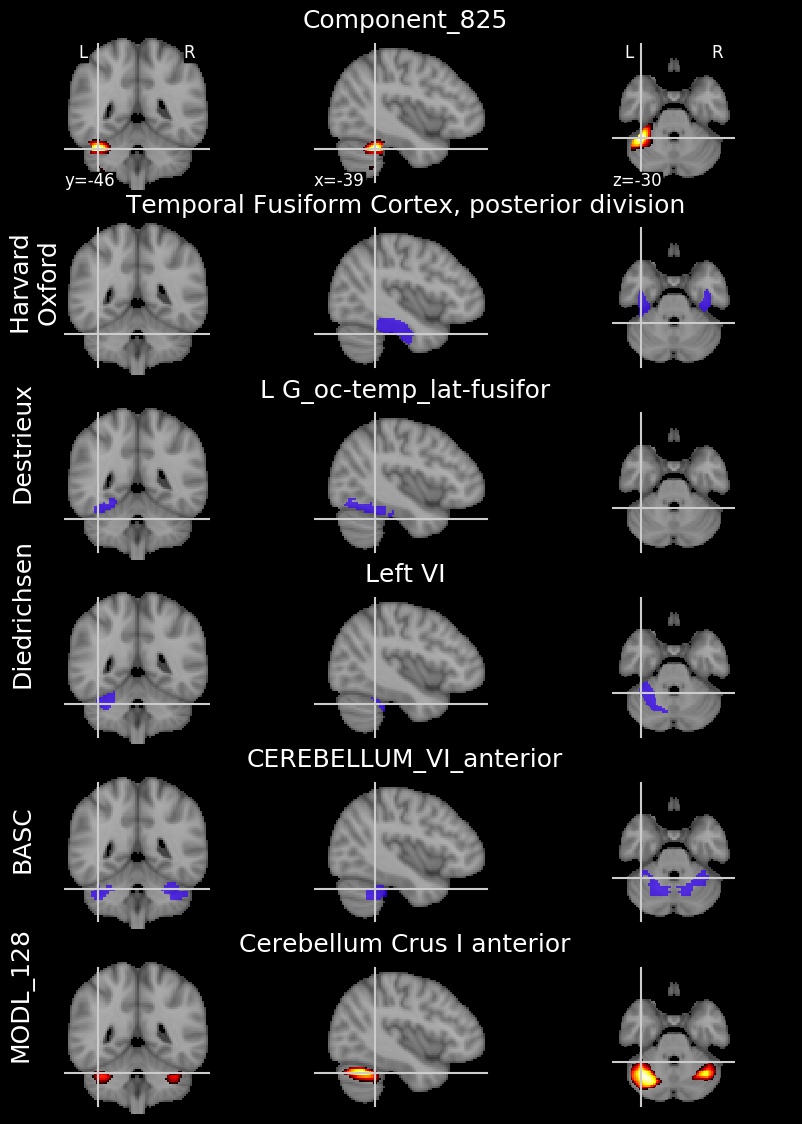 Component_825
L R L R
y=-46 x=-39 z=-30
Temporal Fusiform Cortex, posterior division
Harvard
Oxford
L G_oc-temp_lat-fusifor
Destrieux
Left VI
Diedrichsen
CEREBELLUM_VI_anterior
BASC
Cerebellum Crus I anterior
MODL_128